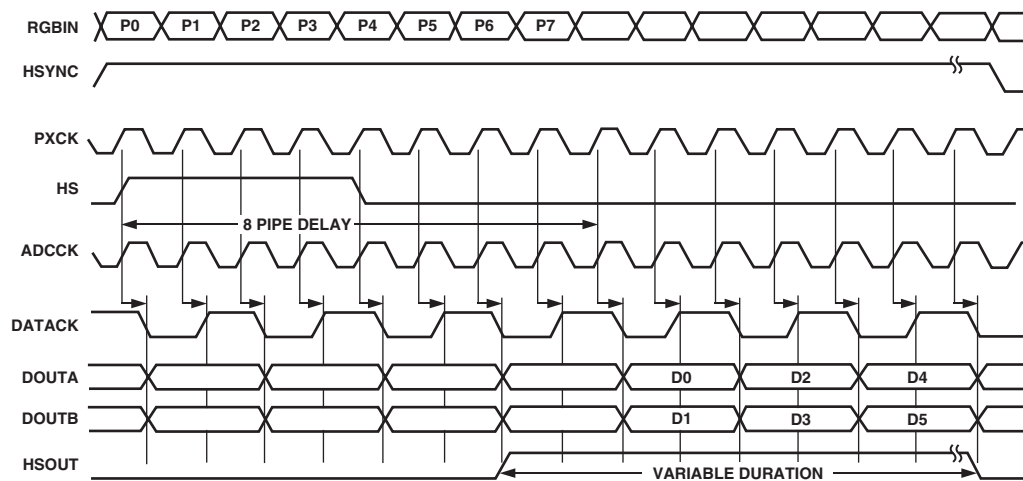 RGBIN P0 P1 P2 P3 P4 P5 P6 P7
HSYNC
PXCK
HS
8 PIPE DELAY
ADCCK
DATACK
DOUTA D0 D2 D4
DOUTB D1 D3 D5
HSOUT VARIABLE DURATION